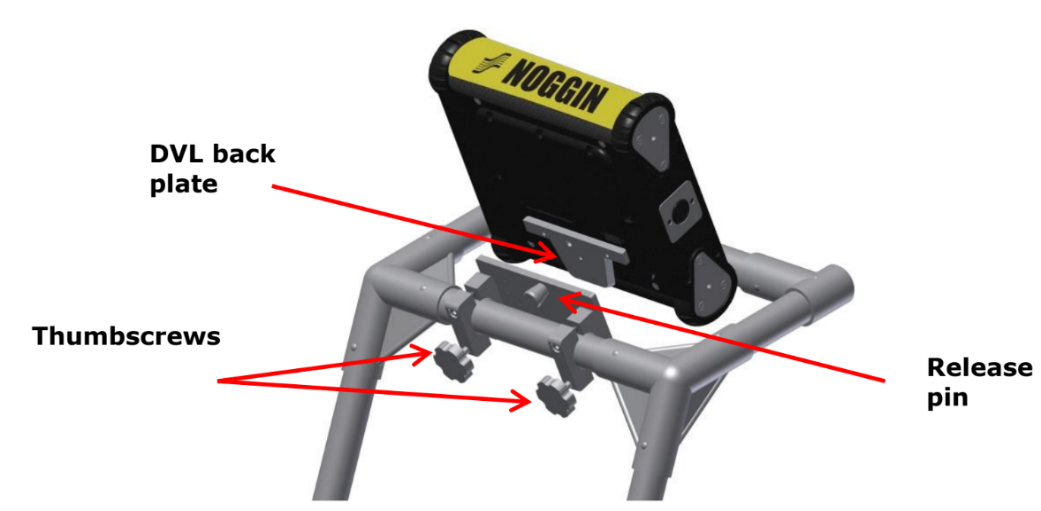 NOGGIN
DVL back
plate
Thumbscrews
Release
pin